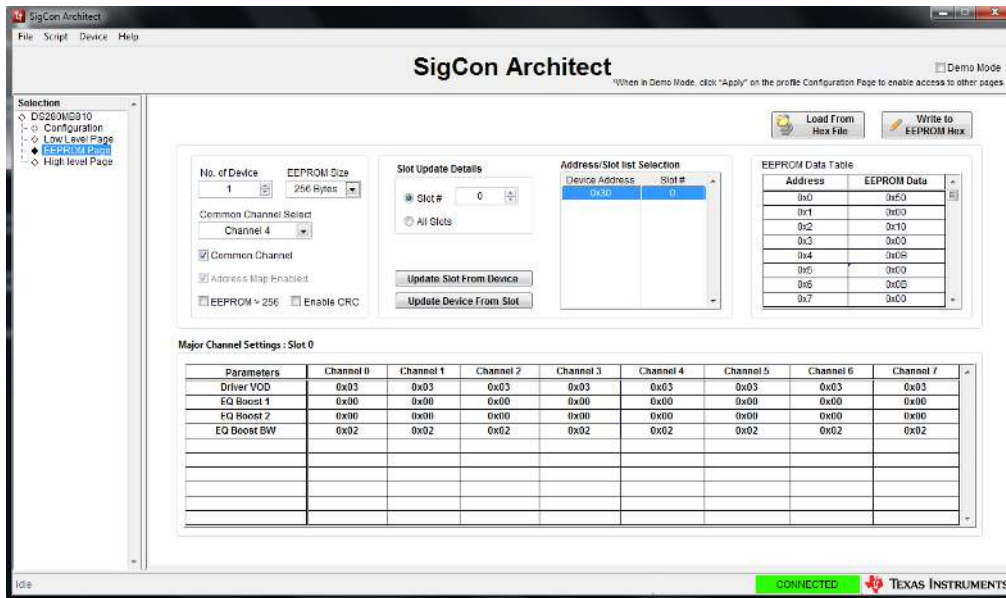 SigCon Architect
File Script Device Help
SigCon Architect
Demo Mode
*When in Demo Mode, click "Apply" on the profile Configuration Page to enable access to other pages
Selection
DS280MB810
Configuration
Low Level Page
EEPROM Page
High level Page
Load From Hex File
Write to EEPROM Hex
No. of Device EEPROM Size
1 256 Bytes
Common Channel Select
Channel 4
Common Channel
Address Map Enabled
EEPROM > 256 Enable CRC
Slot Update Details
Slot # 0
All Slots
Update Slot From Device
Update Device From Slot
Address/Slot list Selection
Device Address Slot #
0x30 0
EEPROM Data Table
Address EEPROM Data
0x0 0x50
0x1 0x00
0x2 0x10
0x3 0x00
0x4 0x0B
0x5 0x00
0x6 0x0B
0x7 0x00
Major Channel Settings : Slot 0
Parameters Channel 0 Channel 1 Channel 2 Channel 3 Channel 4 Channel 5 Channel 6 Channel 7
Driver VOD 0x03 0x03 0x03 0x03 0x03 0x03 0x03 0x03
EQ Boost 1 0x00 0x00 0x00 0x00 0x00 0x00 0x00 0x00
EQ Boost 2 0x00 0x00 0x00 0x00 0x00 0x00 0x00 0x00
EQ Boost BW 0x02 0x02 0x02 0x02 0x02 0x02 0x02 0x02
Idle
CONNECTED
TEXAS INSTRUMENTS